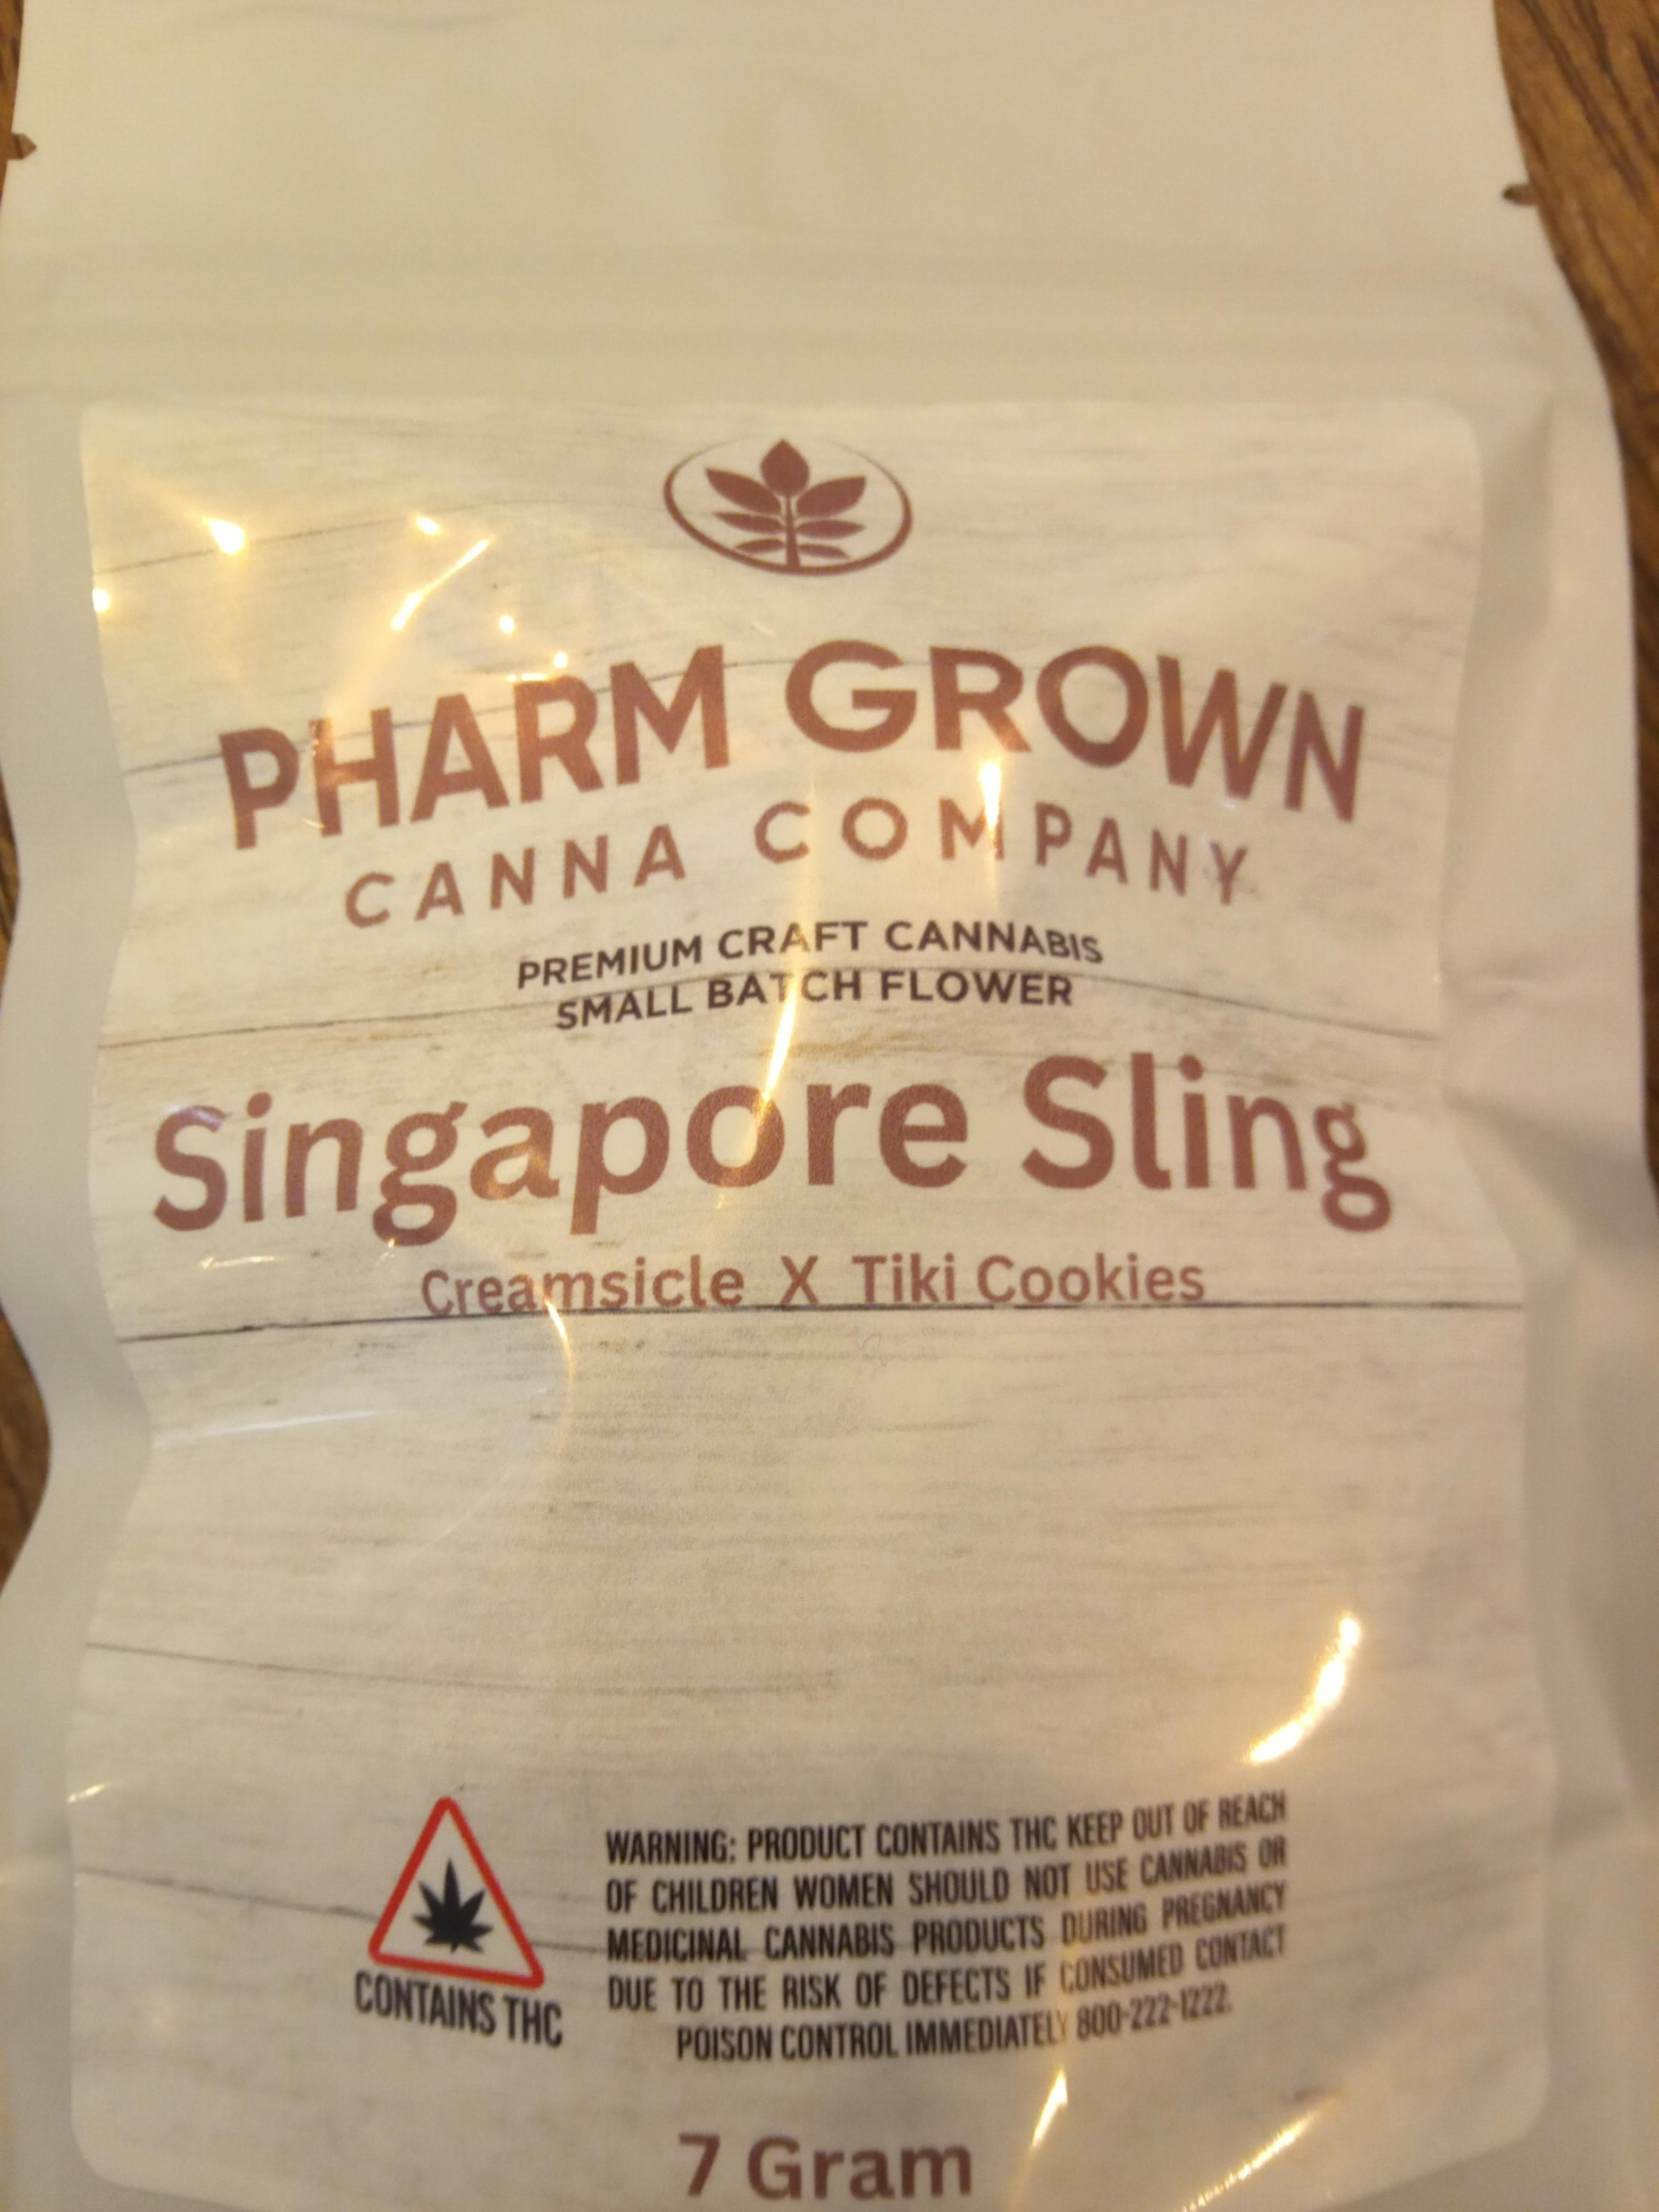 PHARM GROWN
CANNA COMPANY
PREMIUM CRAFT CANNABIS
SMALL BATCH FLOWER
Singapore Sling
Creamsicle X Tiki Cookies
CONTAINS THC
WARNING: PRODUCT CONTAINS THC KEEP OUT OF REACH
OF CHILDREN WOMEN SHOULD NOT USE CANNABIS OR
MEDICINAL CANNABIS PRODUCTS DURING PREGNANCY
DUE TO THE RISK OF DEFECTS IF CONSUMED CONTACT
POISON CONTROL IMMEDIATELY 800-222-1222.
7 Gram